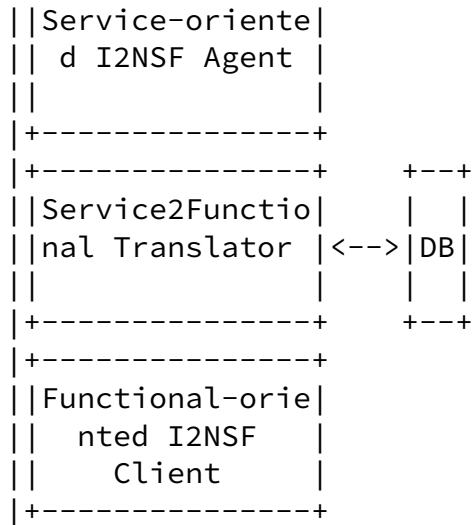 ||Service-oriente|
|| d I2NSF Agent |
||               |
|+---------------+
|+---------------+    +--+
||Service2Functio|    |  |
||nal Translator |<-->|DB|
||               |    |  |
|+---------------+    +--+
|+---------------+
||Functional-orie|
||  nted I2NSF   |
||    Client     |
|+---------------+